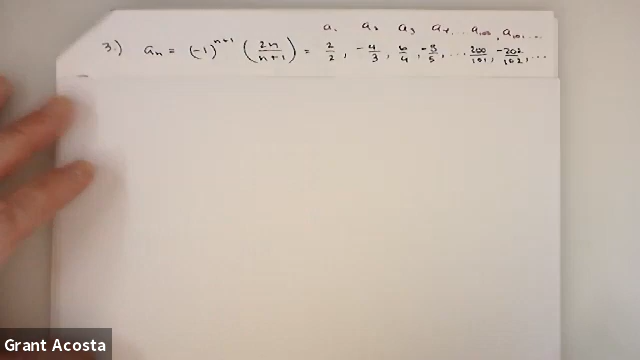 a₁ a₂ a₃ a₄ ... a₁₀₀, a₁₀₁, ...
3.) aₙ = (-1)ⁿ⁺¹ (2n/n+1) = 2/2, -4/3, 6/4, -8/5, ... 200/101, -202/102, ...
Grant Acosta